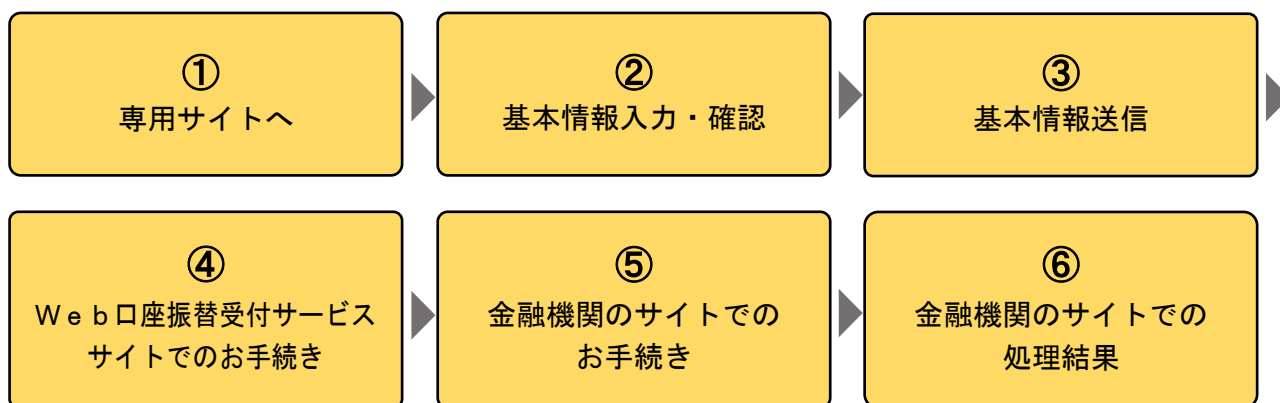 ①
専用サイトへ
②
基本情報入力・確認
③
基本情報送信
④
Ｗｅｂ口座振替受付サービス
サイトでのお手続き
⑤
金融機関のサイトでの
お手続き
⑥
金融機関のサイトでの
処理結果